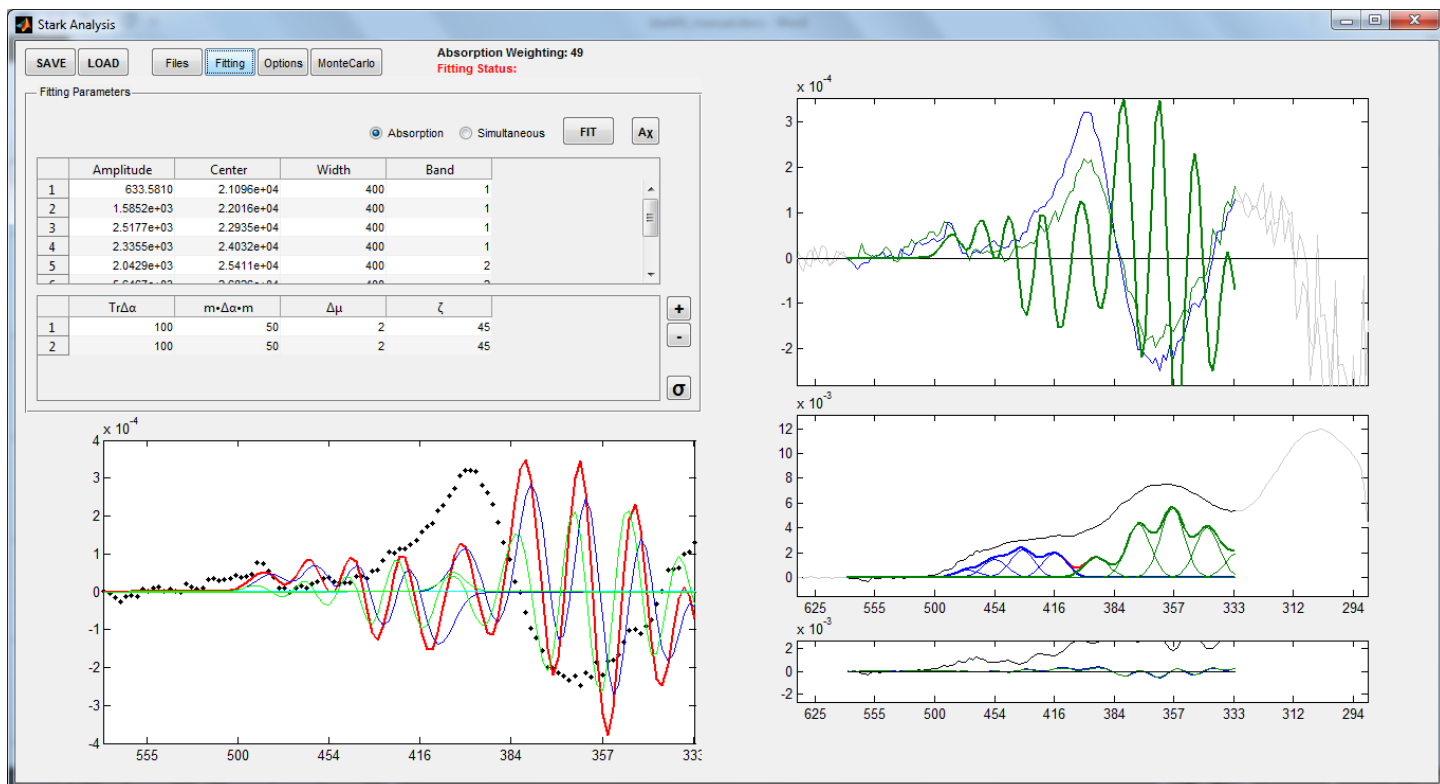 Stark Analysis
SAVE LOAD Files Fitting Options MonteCarlo
Absorption Weighting: 49
Fitting Status:
Fitting Parameters
Absorption Simultaneous FIT Aχ
Amplitude Center Width Band
1 633.5810 2.1096e+04 400 1
2 1.5852e+03 2.2016e+04 400 1
3 2.5177e+03 2.2935e+04 400 1
4 2.3355e+03 2.4032e+04 400 1
5 2.0429e+03 2.5411e+04 400 2
TrΔα m•Δα•m Δμ ζ
1 100 50 2 45
2 100 50 2 45
+
-
σ
x 10-4
4
3
2
1
0
-1
-2
-3
-4
555 500 454 416 384 357 333
x 10-4
3
2
1
0
-1
-2
x 10-3
12
10
8
6
4
2
0
625 555 500 454 416 384 357 333 312 294
x 10-3
2
0
-2
625 555 500 454 416 384 357 333 312 294